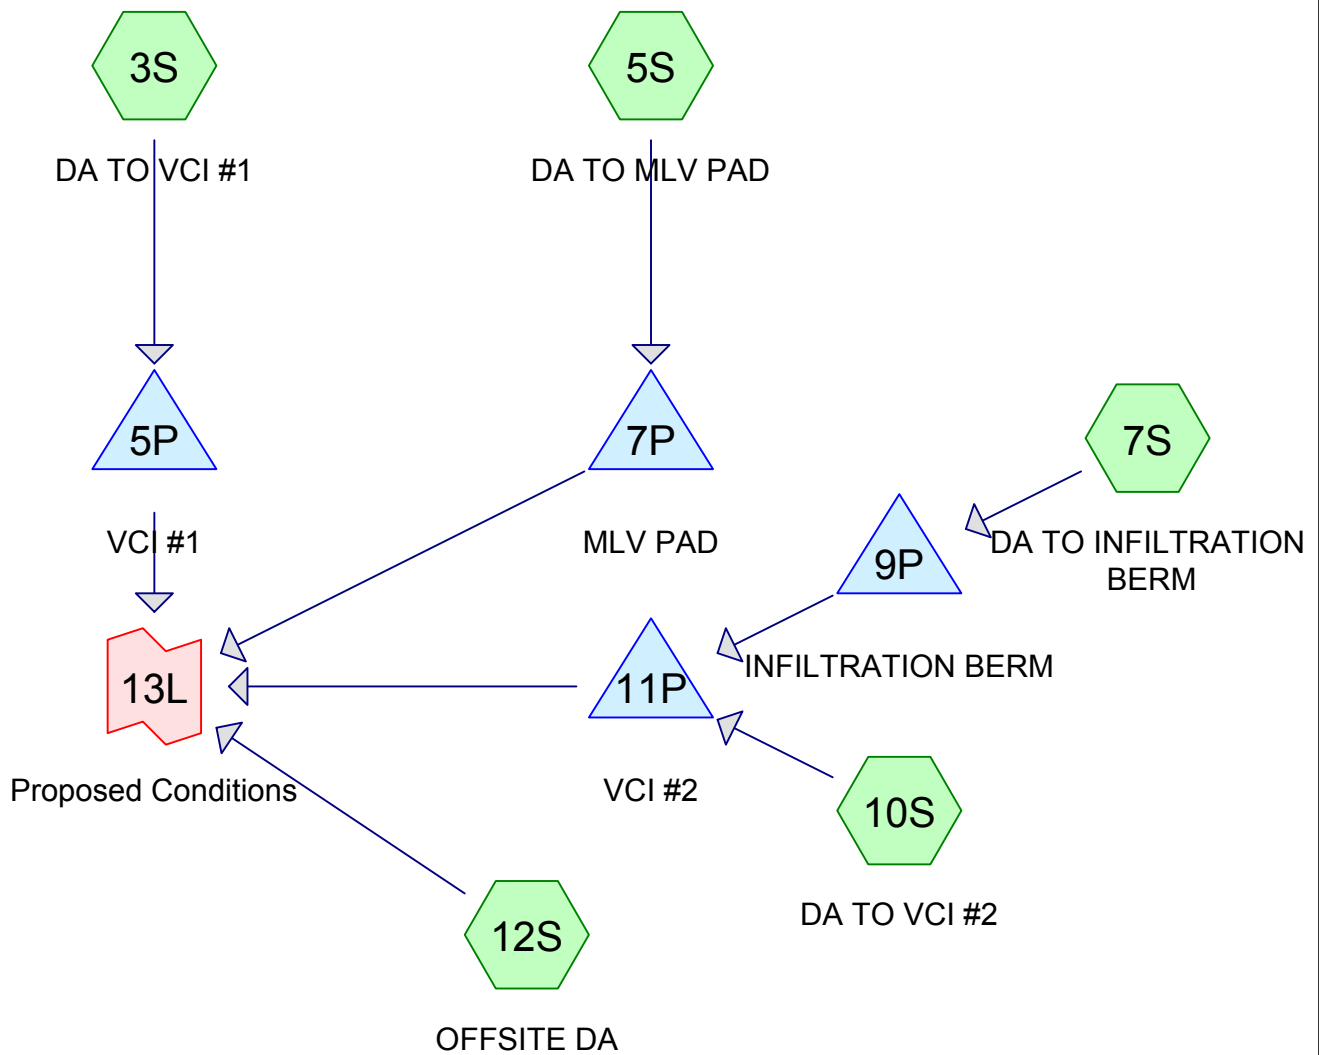 3S
5S
DA TO VCI #1
DA TO MLV PAD
5P
7P
7S
VCI #1
MLV PAD
DA TO INFILTRATION
BERM
9P
INFILTRATION BERM
13L
11P
Proposed Conditions
VCI #2
10S
DA TO VCI #2
12S
OFFSITE DA